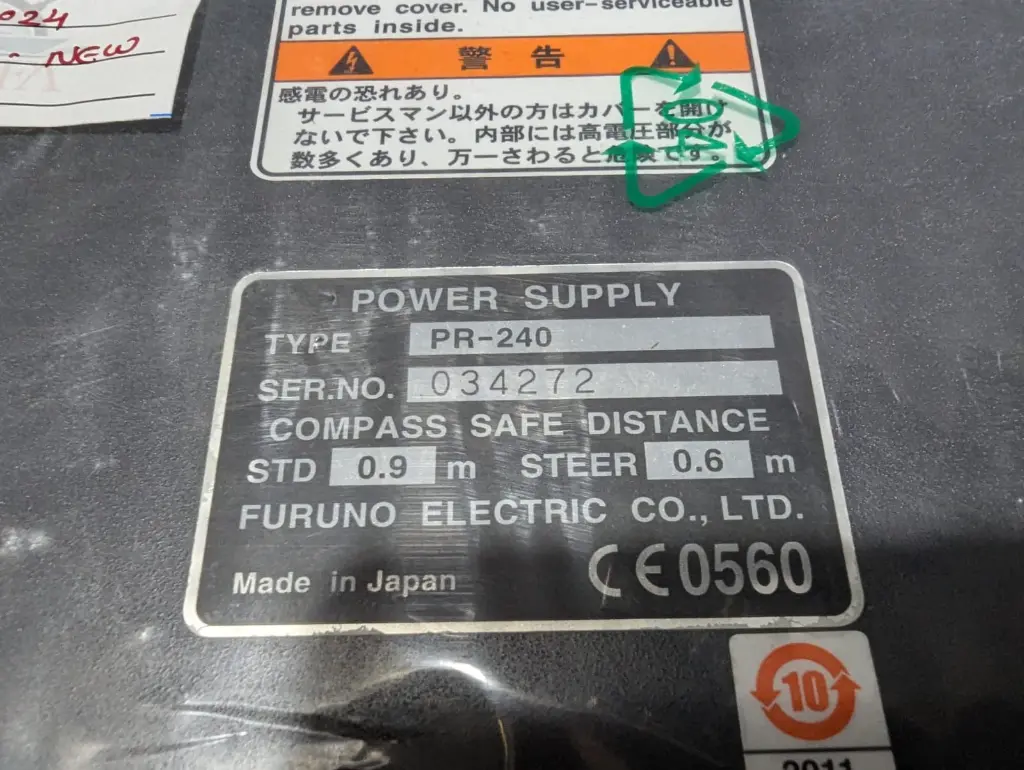 024
- NEW
remove cover. No user-serviceable
parts inside.
警告
感電の恐れあり。
サービスマン以外の方はカバーを開け
ないで下さい。内部には高電圧部分が
数多くあり、万一さわると危険です。
04
POWER SUPPLY
TYPE PR-240
SER.NO. 034272
COMPASS SAFE DISTANCE
STD 0.9 m STEER 0.6 m
FURUNO ELECTRIC CO., LTD.
Made in Japan CE0560
10
2011